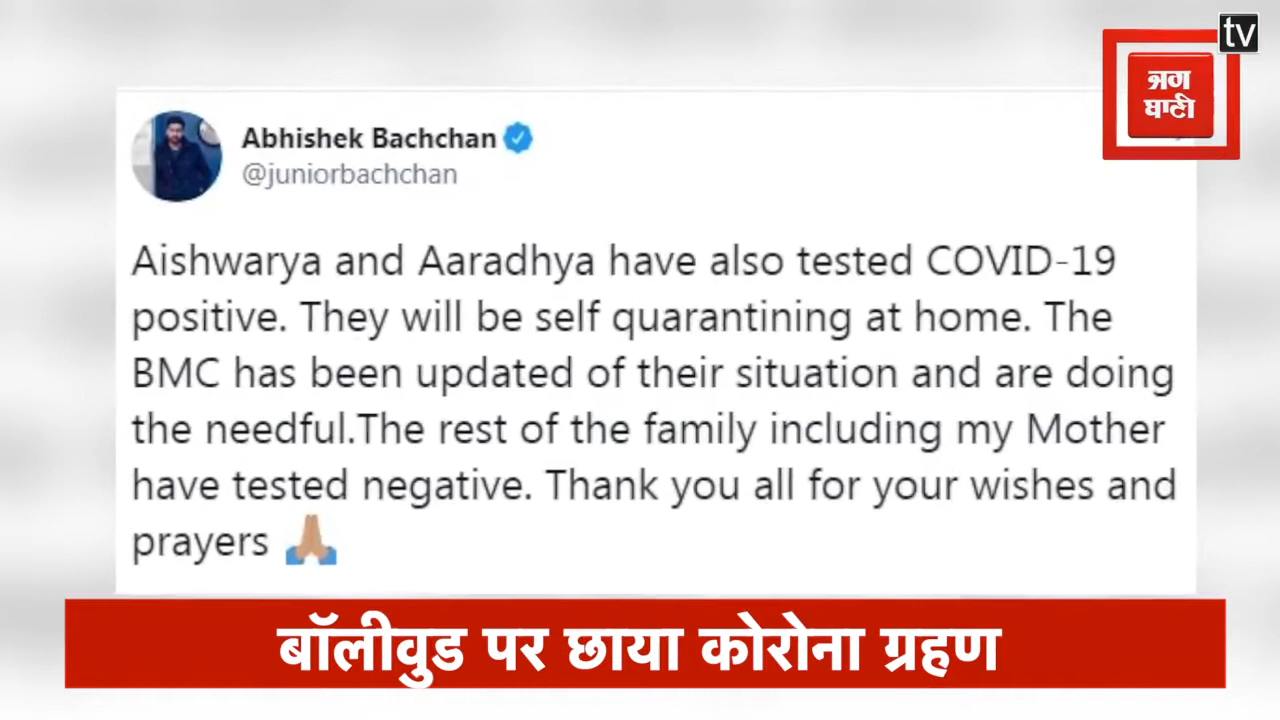 tv
जग
बाणी
Abhishek Bachchan
@juniorbachchan
Aishwarya and Aaradhya have also tested COVID-19
positive. They will be self quarantining at home. The
BMC has been updated of their situation and are doing
the needful.The rest of the family including my Mother
have tested negative. Thank you all for your wishes and
prayers 🙏🏽
बॉलीवुड पर छाया कोरोना ग्रहण